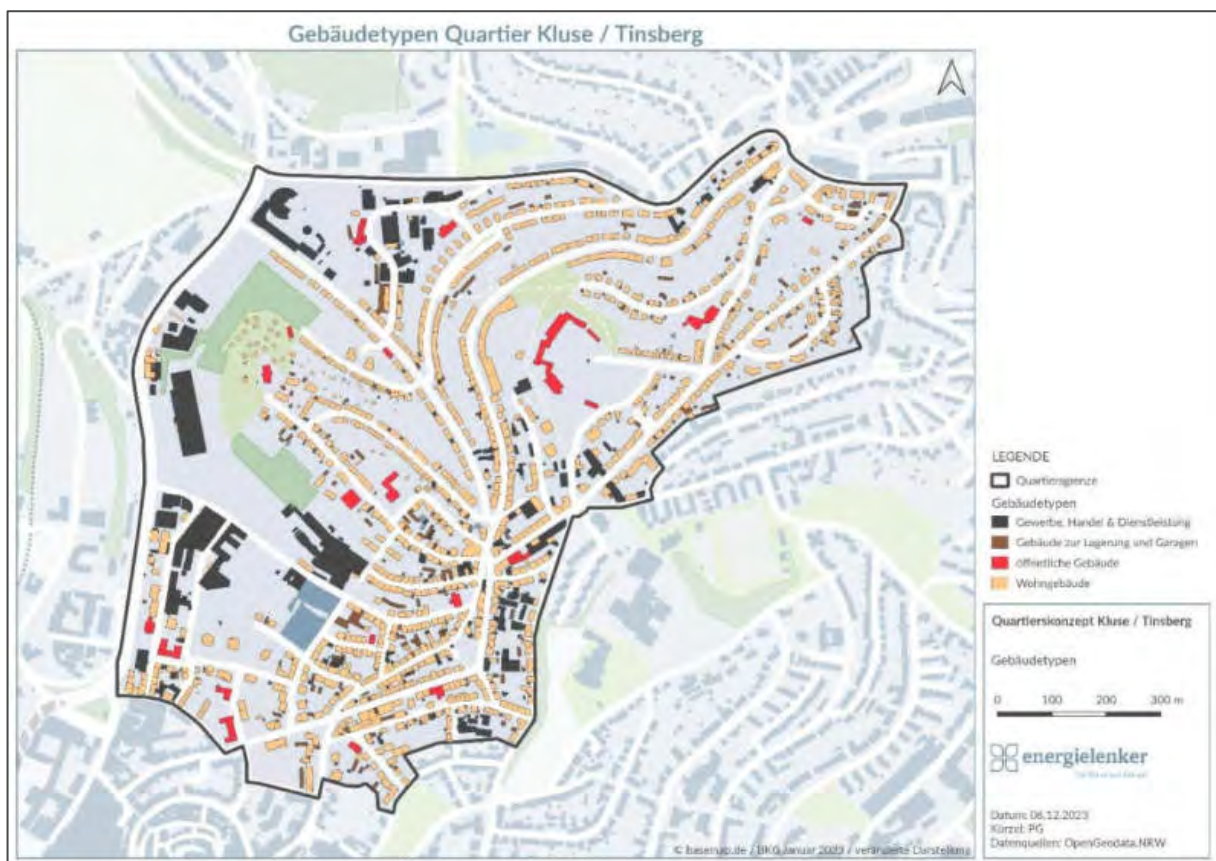 Gebäudetypen Quartier Kluse / Tinsberg
LEGENDE
Quartiersgrenze
Gebäudetypen
Gewerbe, Handel & Dienstleistung
Gebäude zur Lagerung und Garagen
öffentliche Gebäude
Wohngebäude
Quartierskonzept Kluse / Tinsberg
Gebäudetypen
0 100 200 300 m
energielenker
Datum: 06.12.2023
Kürzel: PG
Datenquellen: OpenGeodata.NRW
© basemap.de / BKG Januar 2023 / veränderte Darstellung